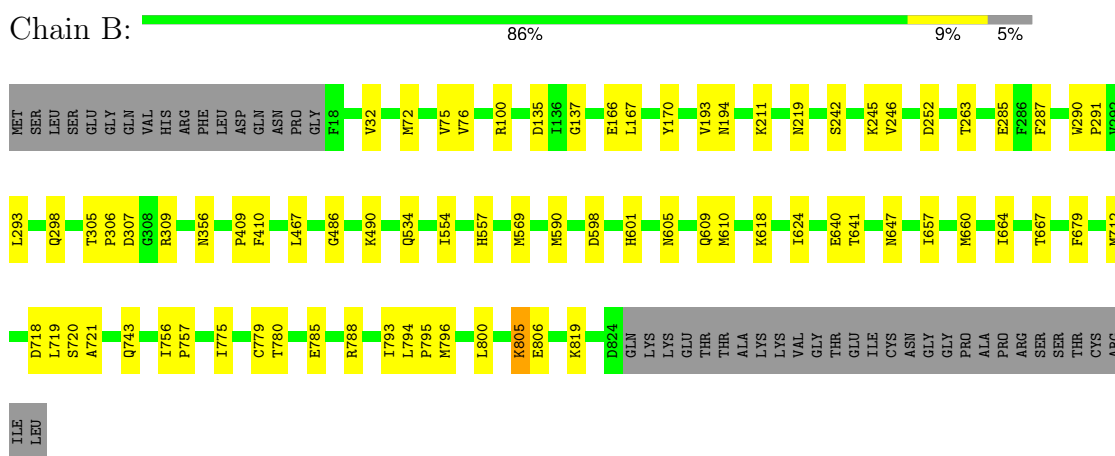 Chain B:
86% 9% 5%
MET SER LEU SER GLU GLY GLN VAL HIS ARG PHE LEU ASP GLN ASN PRO GLY F18 V32 M72 V75 V76 R100 D135 I136 G137 E166 L167 Y170 V193 N194 K211 N219 S242 K245 V246 D252 T263 E285 F286 F287 W290 P291 V292
L293 Q298 T305 P306 D307 G308 R309 N356 P409 F410 L467 G486 K490 Q534 I554 H557 M569 M590 D598 H601 N605 Q609 M610 K618 I624 E640 T641 N647 I657 M660 I664 T667 F679 M712
D718 L719 S720 A721 Q743 I756 P757 I775 C779 T780 E785 R788 I793 L794 P795 M796 L800 K805 E806 K819 D824 GLN LYS LYS GLU THR THR ALA LYS LYS VAL GLY THR GLU ILE CYS ASN GLY GLY PRO ALA PRO ARG SER SER SER THR CYS ARG
ILE LEU